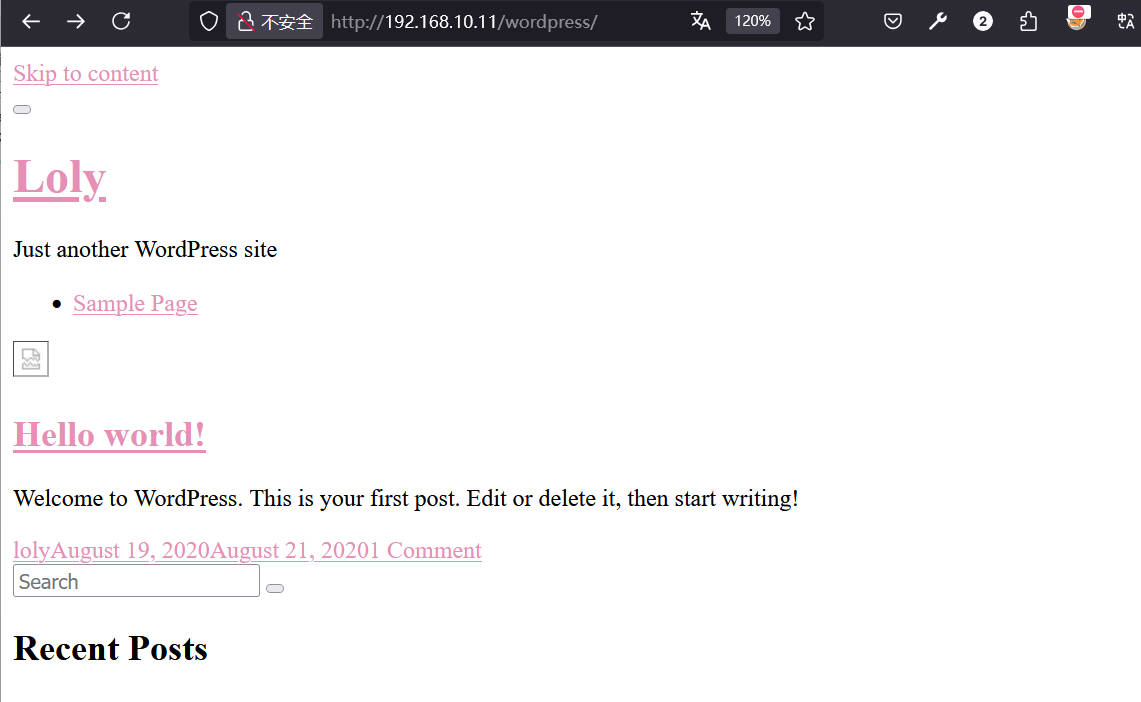 不安全 http://192.168.10.11/wordpress/ 120% 2
Skip to content
Loly
Just another WordPress site
Sample Page
Hello world!
Welcome to WordPress. This is your first post. Edit or delete it, then start writing!
lolyAugust 19, 2020August 21, 20201 Comment
Search
Recent Posts